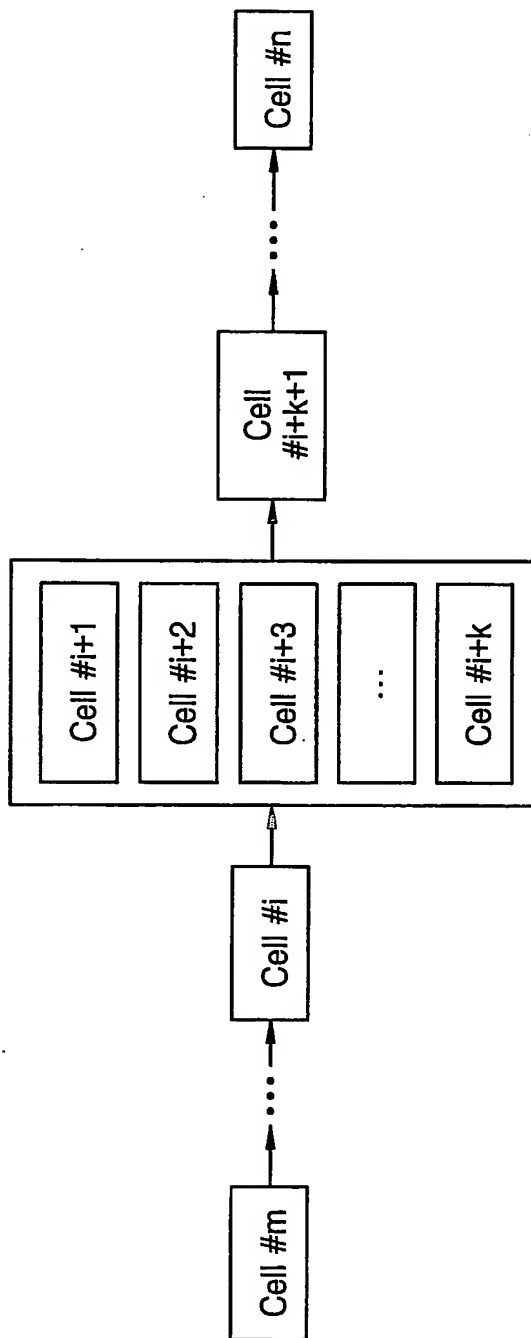 Cell #m
...
Cell #i
Cell #i+1
Cell #i+2
Cell #i+3
...
Cell #i+k
Cell
#i+k+1
...
Cell #n